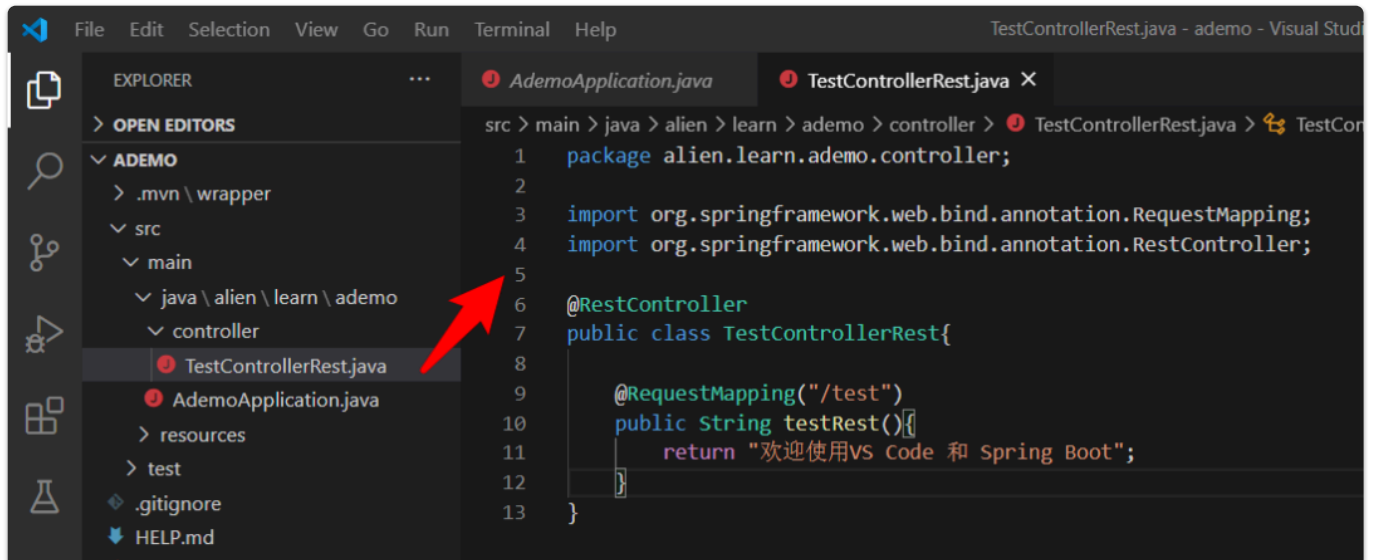 File Edit Selection View Go Run Terminal Help TestControllerRest.java - ademo - Visual Studi
EXPLORER ···
OPEN EDITORS
ADEMO
.mvn \ wrapper
src
main
java \ alien \ learn \ ademo
controller
TestControllerRest.java
AdemoApplication.java
resources
test
.gitignore
HELP.md
AdemoApplication.java TestControllerRest.java
src > main > java > alien > learn > ademo > controller > TestControllerRest.java > TestCon
1 package alien.learn.ademo.controller;
2
3 import org.springframework.web.bind.annotation.RequestMapping;
4 import org.springframework.web.bind.annotation.RestController;
5
6 @RestController
7 public class TestControllerRest{
8
9 @RequestMapping("/test")
10 public String testRest(){
11 return "欢迎使用VS Code 和 Spring Boot";
12 }
13 }